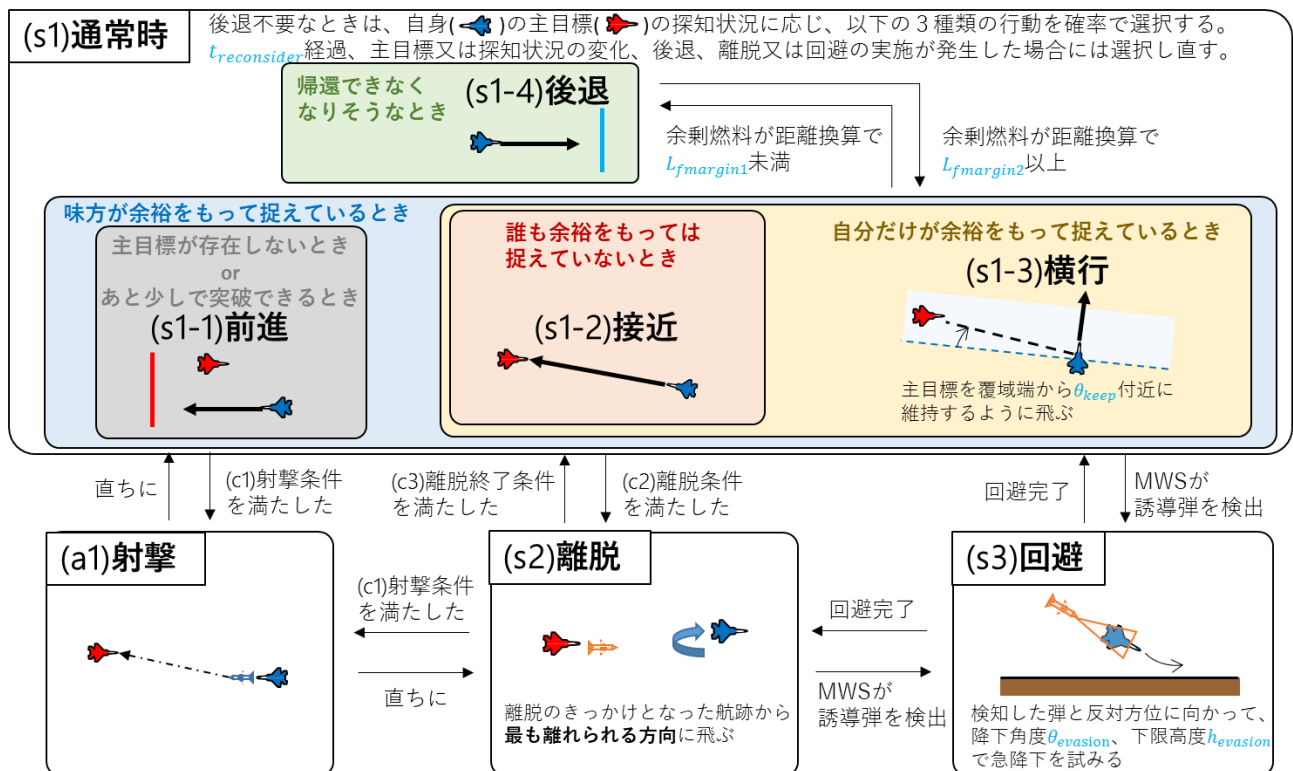 (s1)通常時
後退不要なときは、自身( )の主目標( )の探知状況に応じ、以下の３種類の行動を確率で選択する。
t_reconsider経過、主目標又は探知状況の変化、後退、離脱又は回避の実施が発生した場合には選択し直す。
帰還できなく
なりそうなとき
(s1-4)後退
余剰燃料が距離換算で
L_fmargin1未満
余剰燃料が距離換算で
L_fmargin2以上
味方が余裕をもって捉えているとき
主目標が存在しないとき
or
あと少しで突破できるとき
(s1-1)前進
誰も余裕をもっては
捉えていないとき
(s1-2)接近
自分だけが余裕をもって捉えているとき
(s1-3)横行
主目標を覆域端からθ_keep付近に
維持するように飛ぶ
直ちに
(c1)射撃条件
を満たした
(c3)離脱終了条件
を満たした
(c2)離脱条件
を満たした
回避完了
MWSが
誘導弾を検出
(a1)射撃
(c1)射撃条件
を満たした
直ちに
(s2)離脱
離脱のきっかけとなった航跡から
最も離れられる方向に飛ぶ
回避完了
MWSが
誘導弾を検出
(s3)回避
検知した弾と反対方位に向かって、
降下角度θ_evasion、下限高度h_evasion
で急降下を試みる